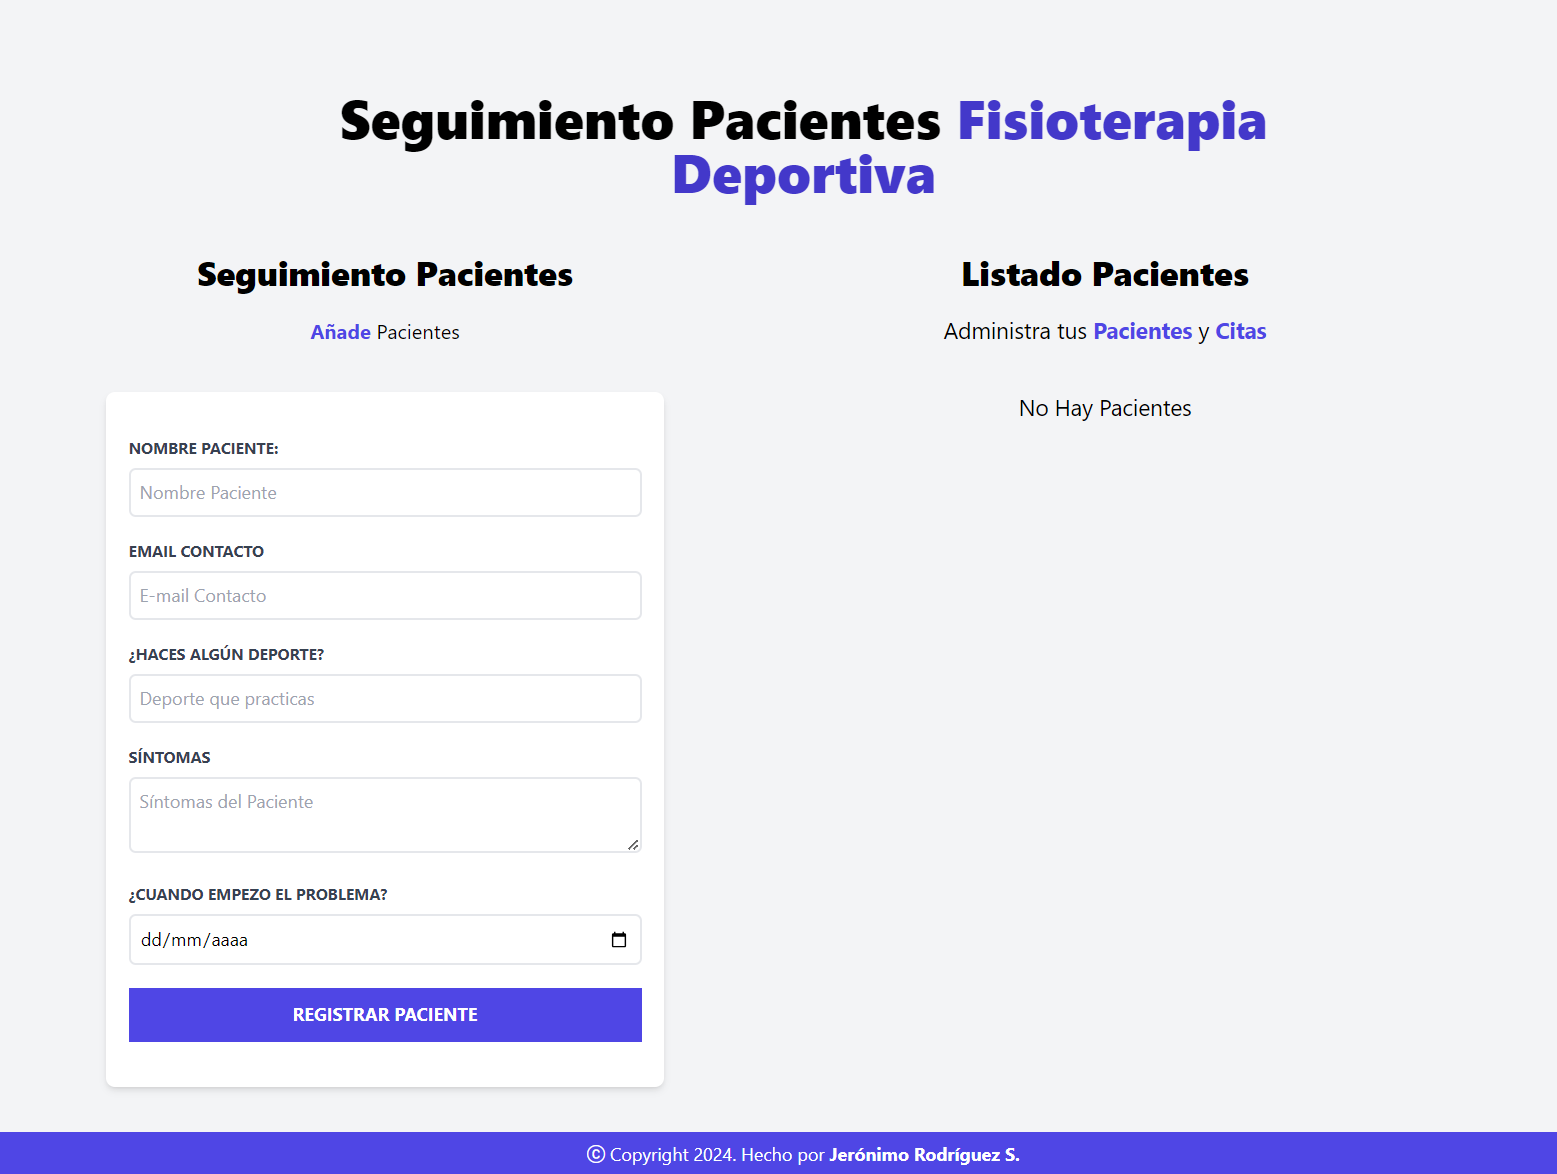 Seguimiento Pacientes Fisioterapia
Deportiva
Seguimiento Pacientes
Añade Pacientes
NOMBRE PACIENTE:
Nombre Paciente
EMAIL CONTACTO
E-mail Contacto
¿HACES ALGÚN DEPORTE?
Deporte que practicas
SÍNTOMAS
Síntomas del Paciente
¿CUANDO EMPEZO EL PROBLEMA?
dd/mm/aaaa
REGISTRAR PACIENTE
Listado Pacientes
Administra tus Pacientes y Citas
No Hay Pacientes
© Copyright 2024. Hecho por Jerónimo Rodríguez S.